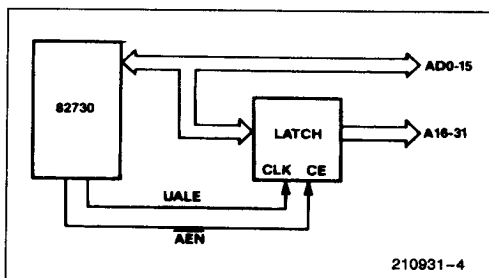 AD0-15
82730
LATCH
A16-31
CLK CE
UALE
AEN
210931-4